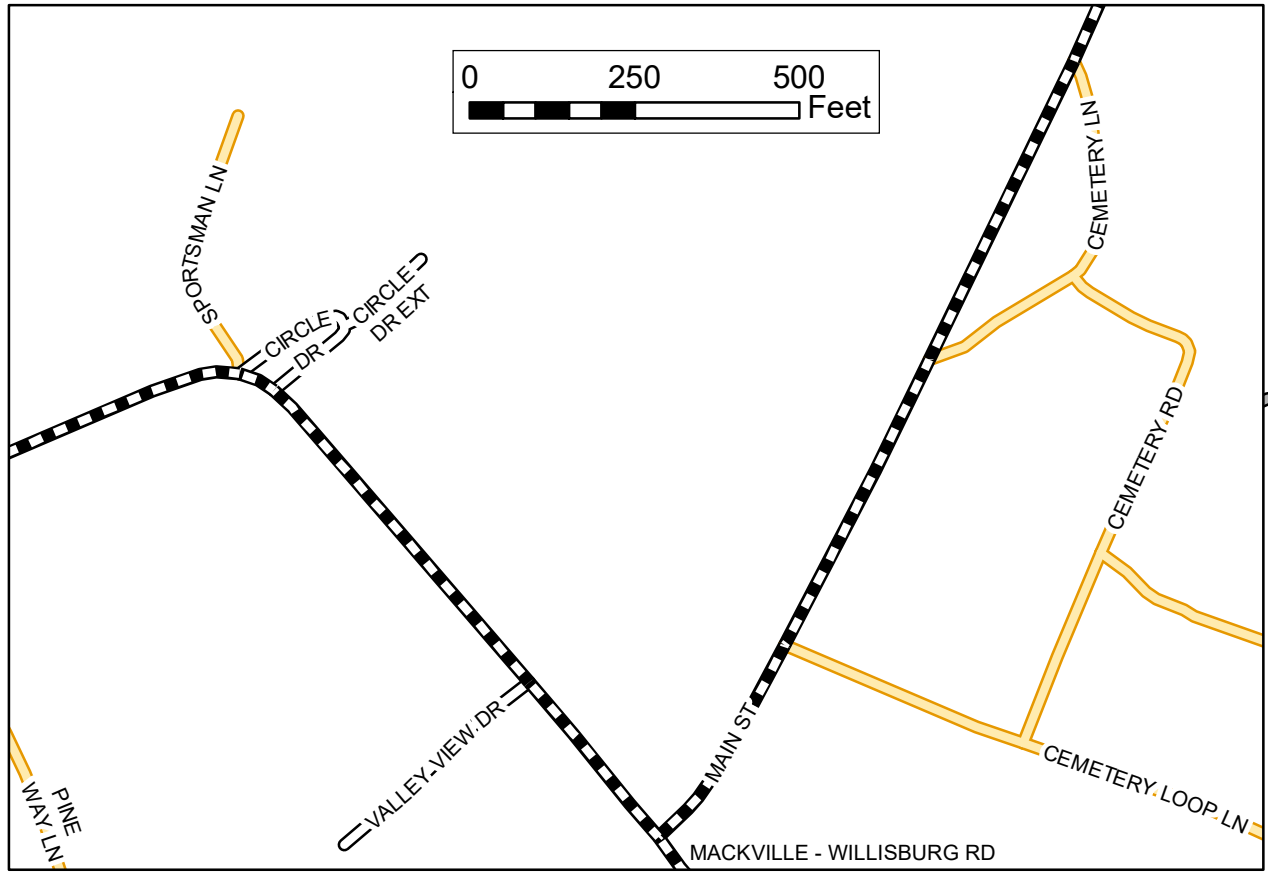 0 250 500
Feet
CEMETERY LN
SPORTSMAN LN
CIRCLE
DR
CIRCLE
DR EXT
CEMETERY RD
MAIN ST
VALLEY VIEW DR
CEMETERY LOOP LN
PINE
WAY LN
MACKVILLE - WILLISBURG RD